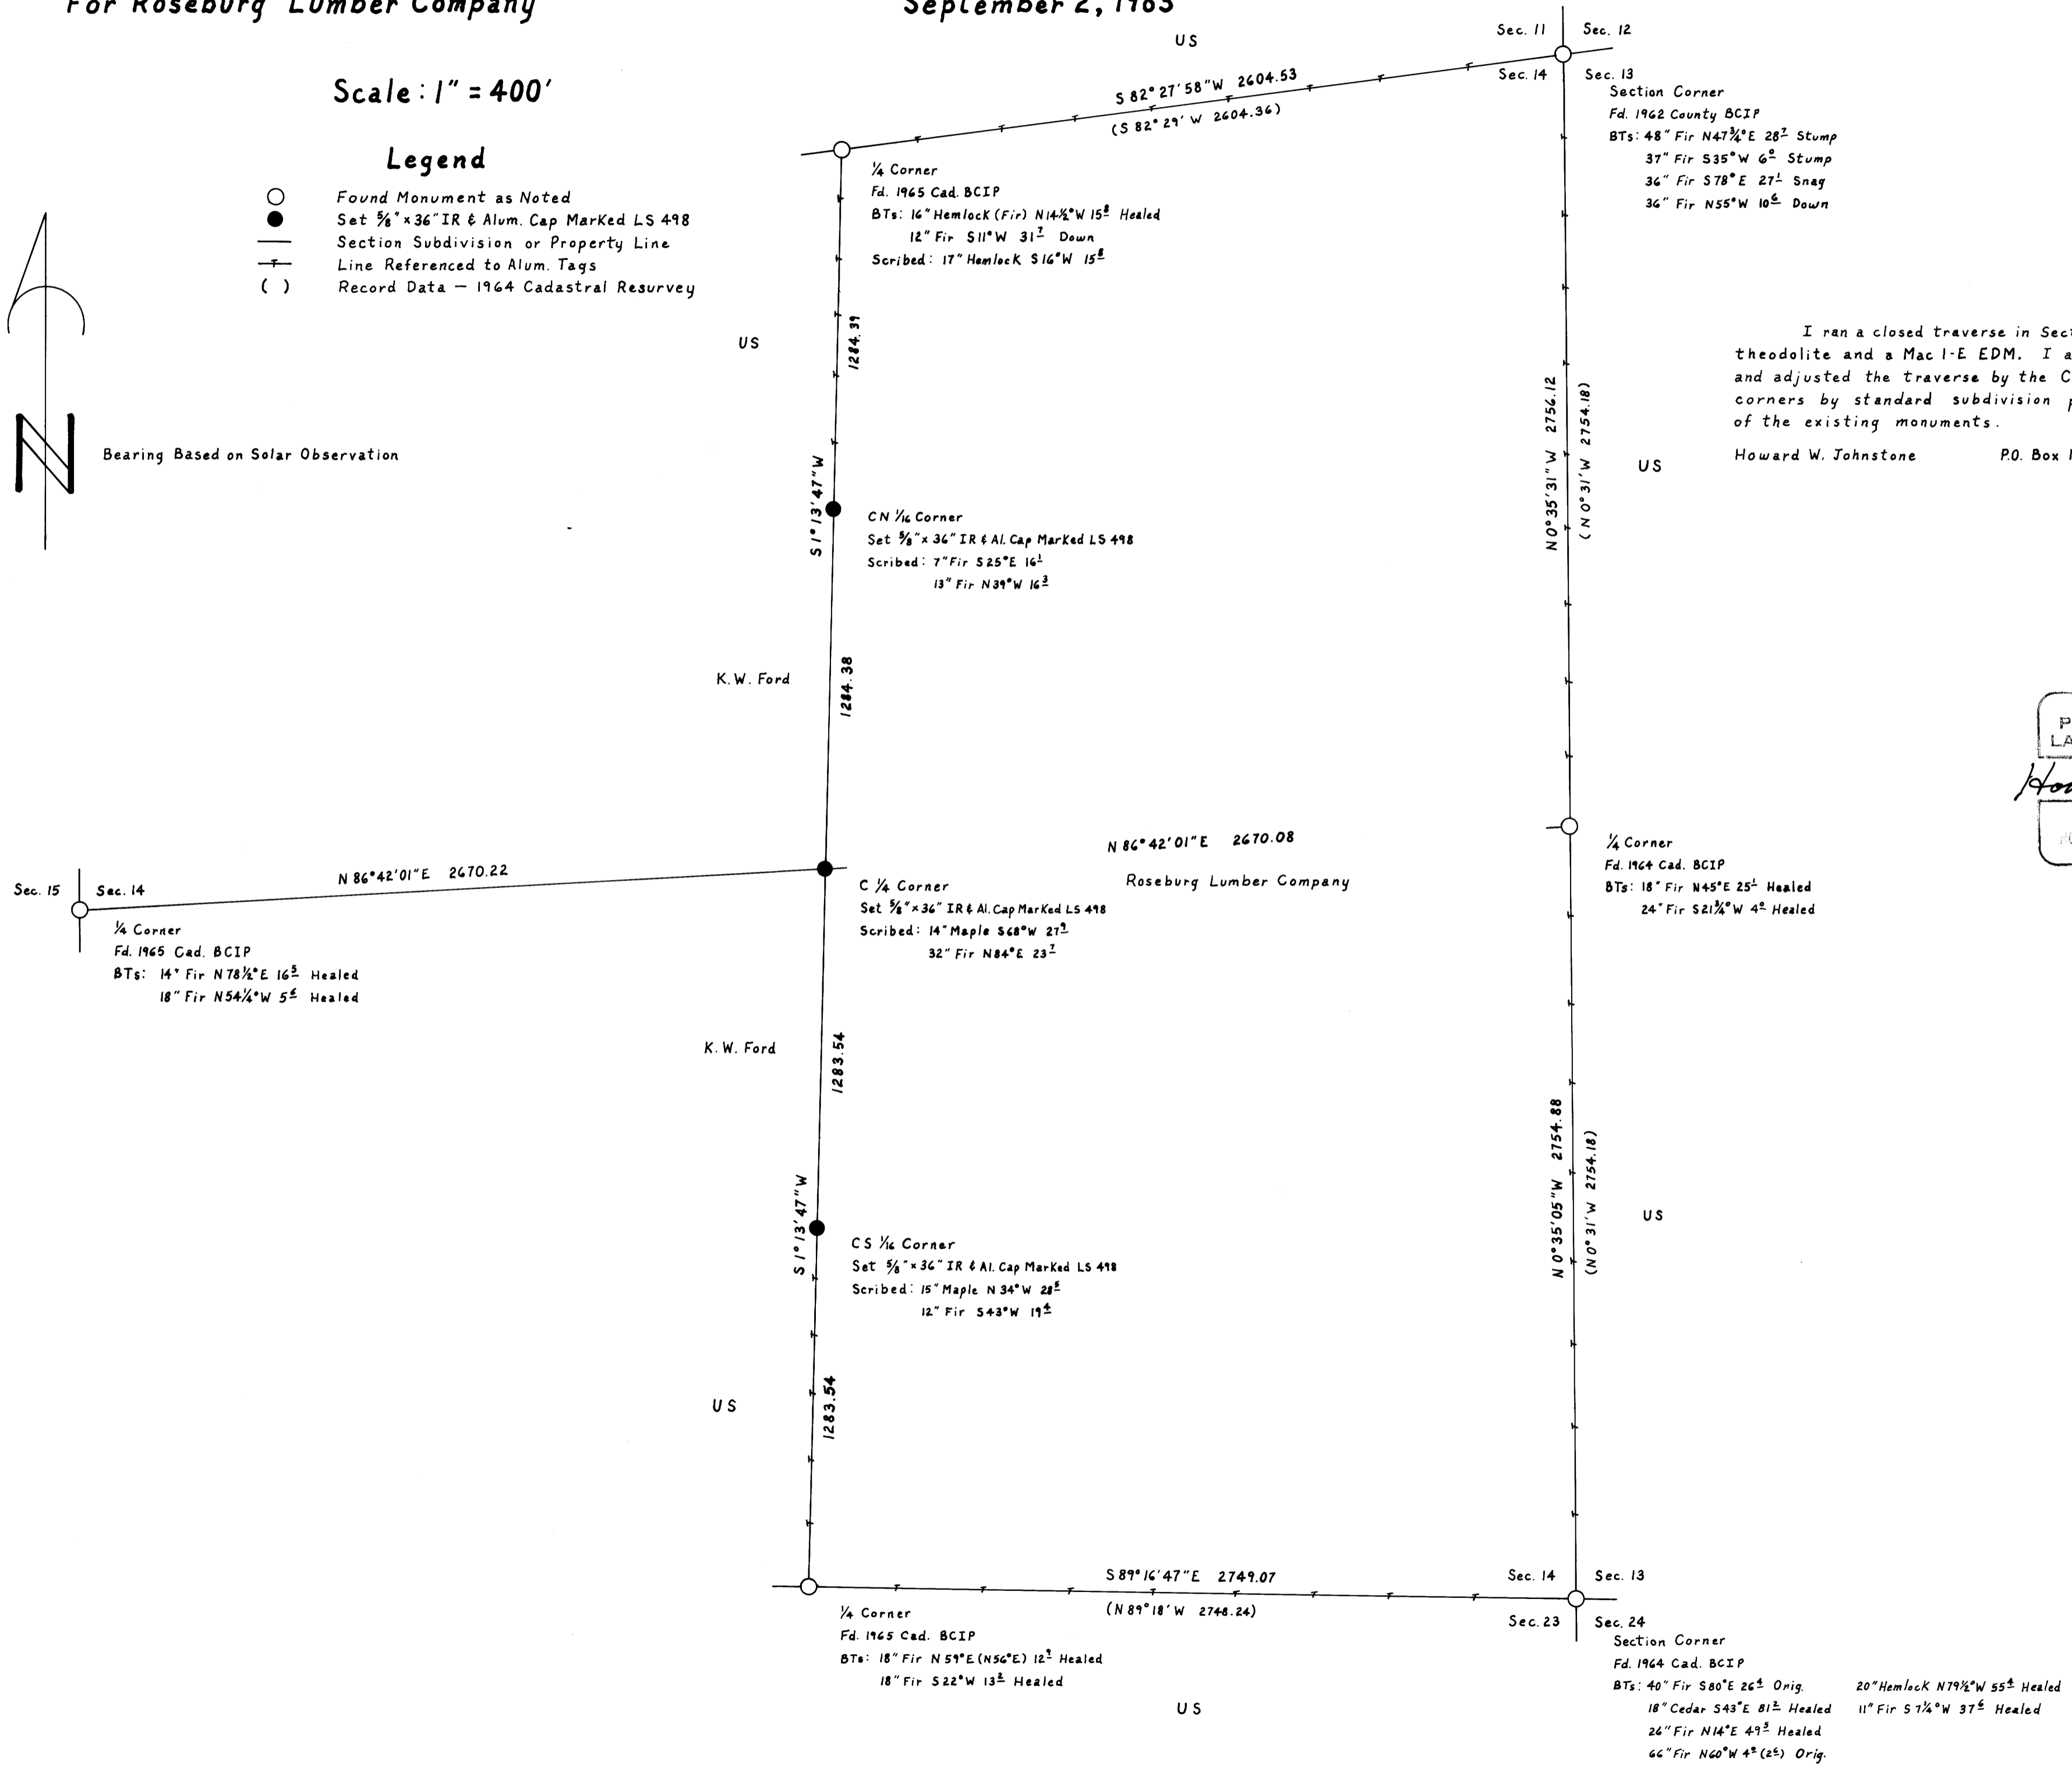 For Roseburg Lumber Company
September 2, 1983
Scale: 1" = 400'
Legend
Found Monument as Noted
Set 5/8" x 36" IR & Alum. Cap Marked LS 498
Section Subdivision or Property Line
Line Referenced to Alum. Tags
( ) Record Data — 1964 Cadastral Resurvey
N
Bearing Based on Solar Observation
US
S 82° 27' 58" W 2604.53
(S 82° 29' W 2604.36)
Sec. 11 Sec. 12
Sec. 14 Sec. 13
Section Corner
Fd. 1962 County BCIP
BTs: 48" Fir N47 3/4° E 28 7 Stump
37" Fir S35° W 6 0 Stump
36" Fir S78° E 27 1 Snag
36" Fir N55° W 10 6 Down
1/4 Corner
Fd. 1965 Cad. BCIP
BTs: 16" Hemlock (Fir) N14 1/2° W 15 8 Healed
12" Fir S11° W 31 7 Down
Scribed: 17" Hemlock S16° W 15 8
US
1284.39
S 1° 13' 47" W
CN 1/16 Corner
Set 5/8" x 36" IR & Al. Cap Marked LS 498
Scribed: 7" Fir S25° E 16 1
13" Fir N39° W 16 3
K.W. Ford
1284.38
N 0° 35' 31" W 2756.12
(N 0° 31' W 2754.18)
US
I ran a closed traverse in Sect
theodolite and a Mac 1-E EDM. I a
and adjusted the traverse by the C
corners by standard subdivision p
of the existing monuments.
Howard W. Johnstone P.O. Box
P
LA
How
Sec. 15 Sec. 14
N 86° 42' 01" E 2670.22
1/4 Corner
Fd. 1965 Cad. BCIP
BTs: 14" Fir N78 1/2° E 16 5 Healed
18" Fir N54 1/4° W 5 6 Healed
N 86° 42' 01" E 2670.08
Roseburg Lumber Company
C 1/4 Corner
Set 5/8" x 36" IR & Al. Cap Marked LS 498
Scribed: 14" Maple S68° W 27 9
32" Fir N84° E 23 7
1/4 Corner
Fd. 1964 Cad. BCIP
BTs: 18" Fir N45° E 25 1 Healed
24" Fir S21 3/4° W 4 0 Healed
K.W. Ford
1283.54
S 1° 13' 47" W
CS 1/16 Corner
Set 5/8" x 36" IR & Al. Cap Marked LS 498
Scribed: 15" Maple N34° W 28 5
12" Fir S43° W 19 4
N 0° 35' 05" W 2754.88
(N 0° 31' W 2754.18)
US
US
1283.54
S 89° 16' 47" E 2749.07
(N 89° 18' W 2748.24)
1/4 Corner
Fd. 1965 Cad. BCIP
BTs: 18" Fir N59° E (N56° E) 12 9 Healed
18" Fir S22° W 13 2 Healed
US
Sec. 14 Sec. 13
Sec. 23 Sec. 24
Section Corner
Fd. 1964 Cad. BCIP
BTs: 40" Fir S80° E 26 4 Orig. 20" Hemlock N79 1/2° W 55 4 Healed
18" Cedar S43° E 81 2 Healed 11" Fir S 7 1/4° W 37 6 Healed
26" Fir N14° E 49 5 Healed
66" Fir N60° W Orig.